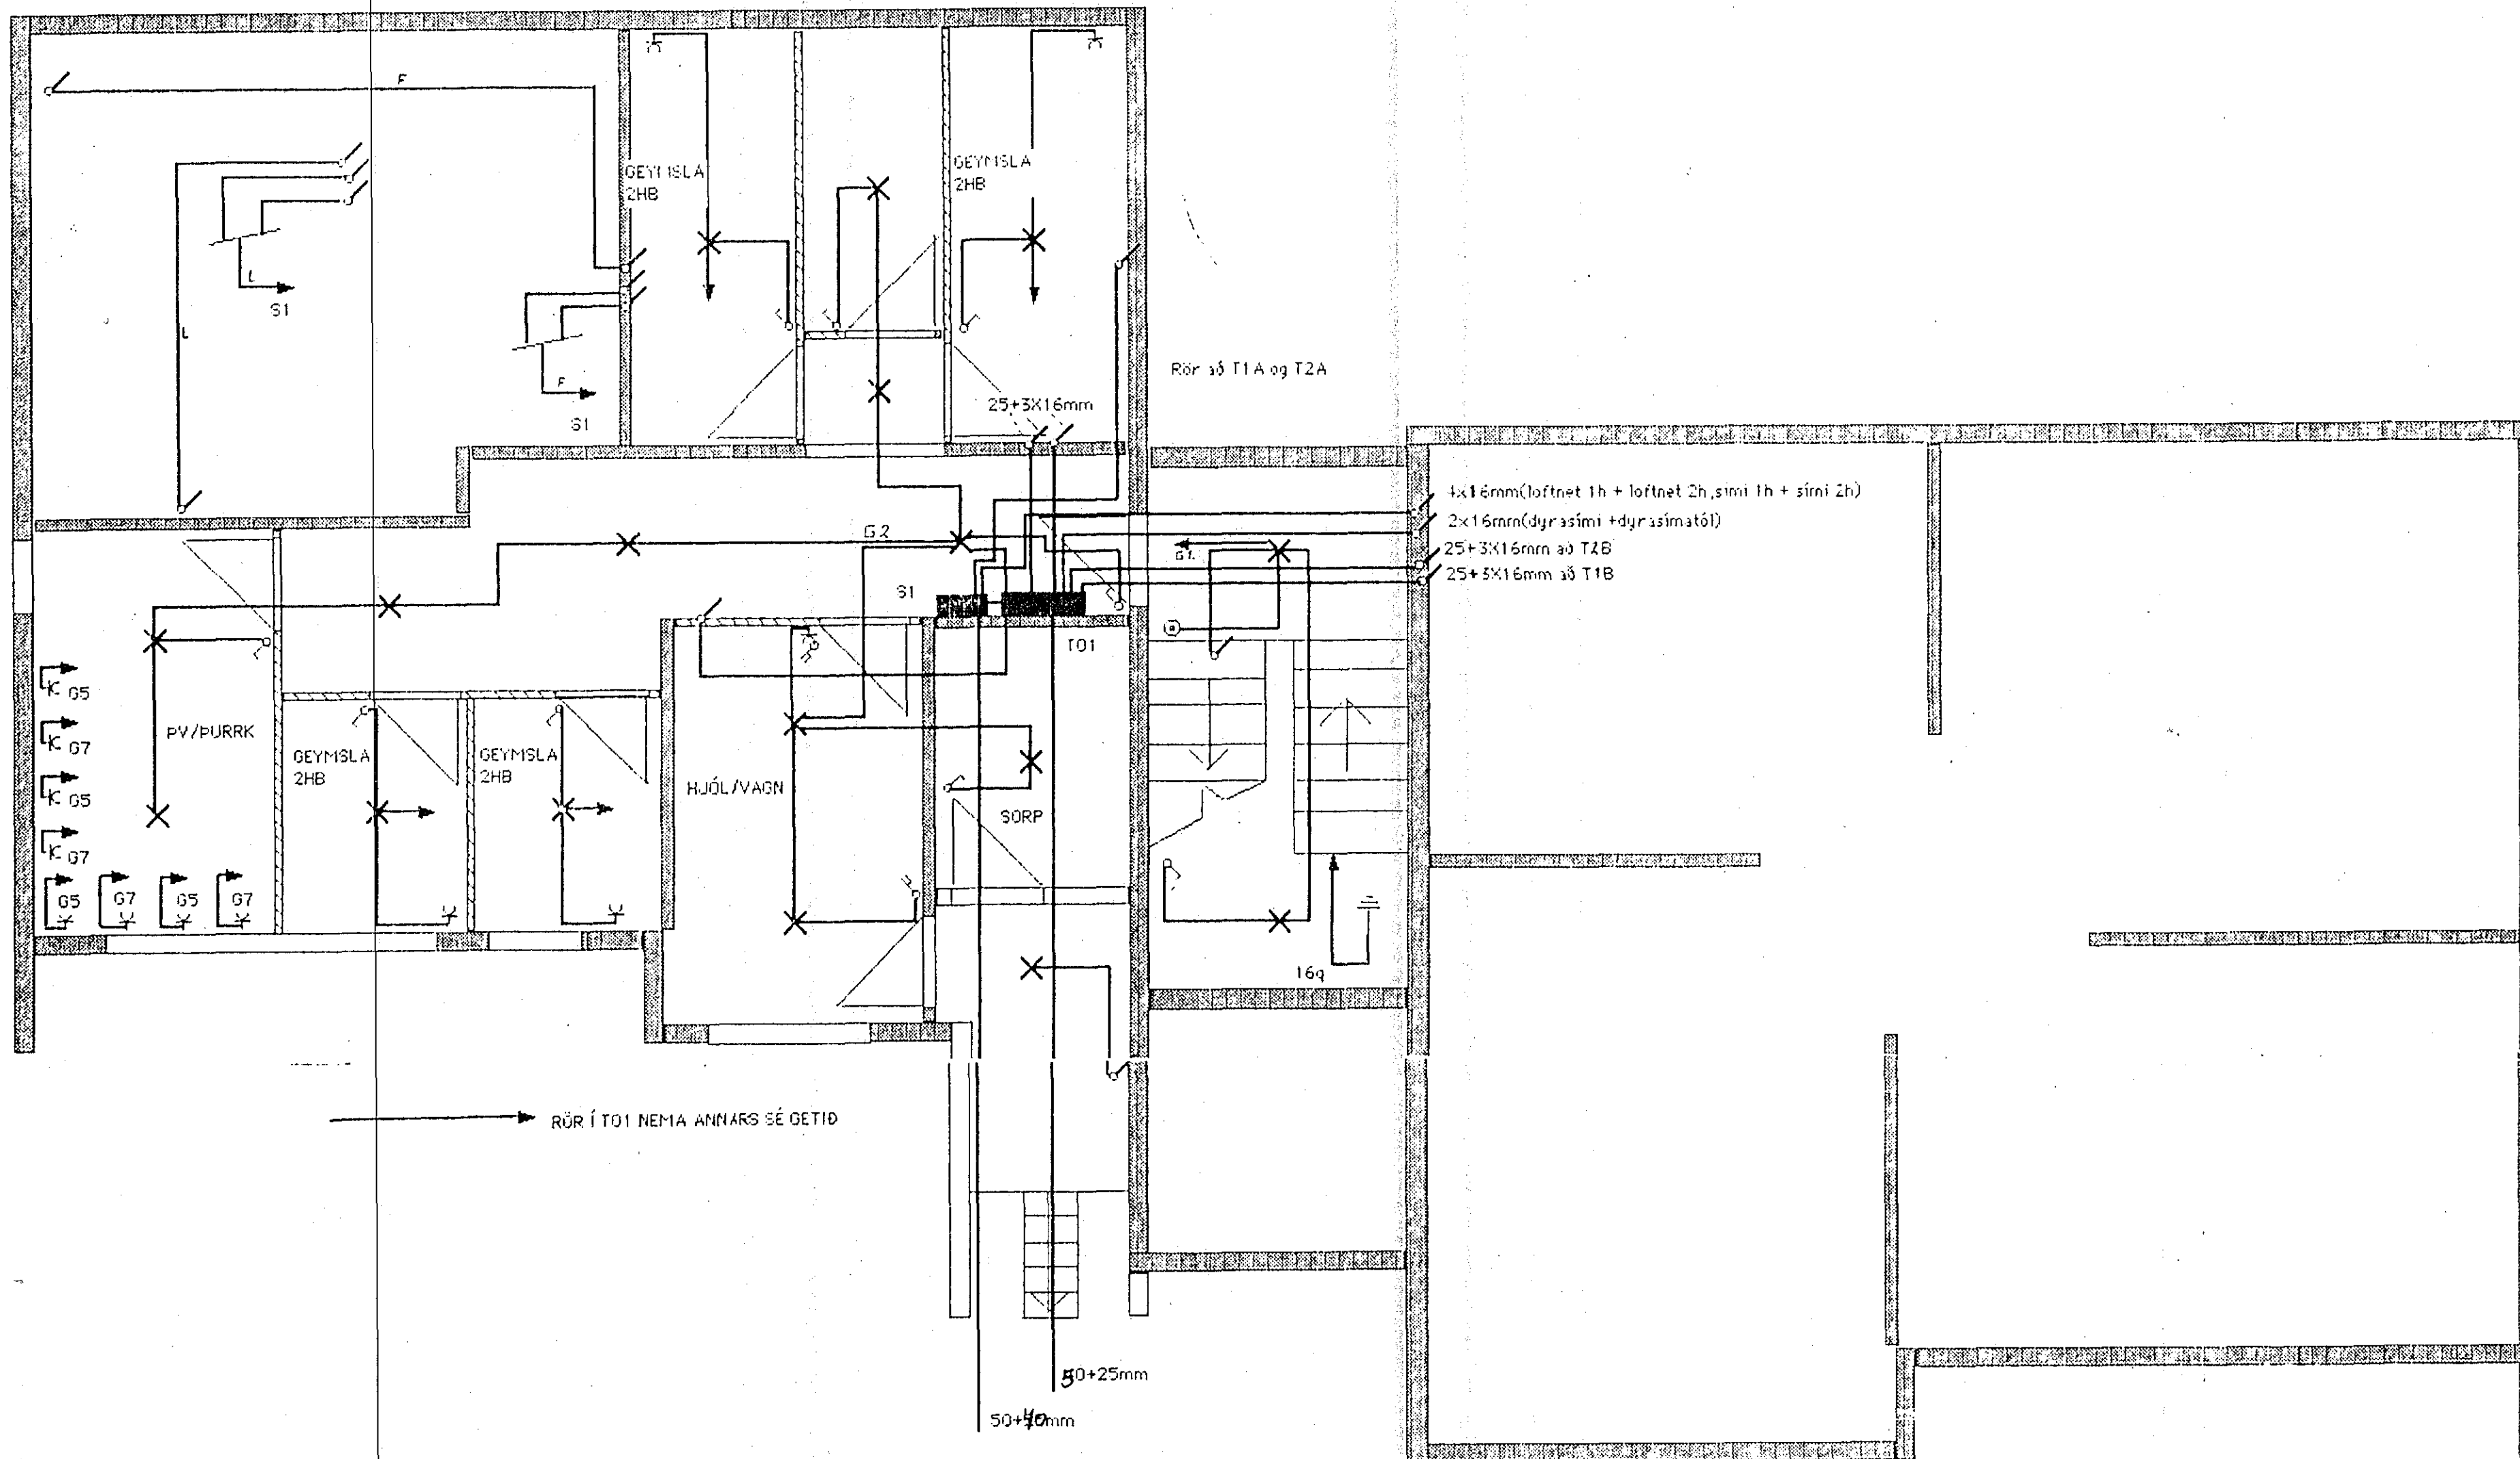 F
GEYMSLA
2HB
GEYMSLA
2HB
L
S1
L
F
S1
Rör að T1A og T2A
25+3X16mm
4x16mm(loftnet 1h + loftnet 2h,sími 1h + sími 2h)
2x16mm(dyrasími +dyrasímatól)
25+3X16mm að T2B
25+3X16mm að T1B
G2
G1
S1
T01
G5
G7
G5
G7
ÞV/ÞURRK
GEYMSLA
2HB
GEYMSLA
2HB
HJÓL/VAGN
SORP
G5
G7
G5
G7
16q
RÖR Í T01 NEMA ANNARS SÉ GETIÐ
50+25mm
50+40mm